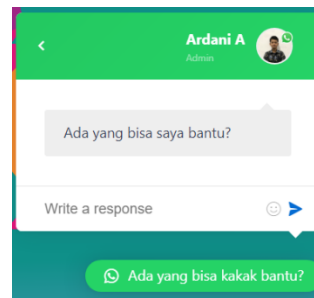 Ardani A
Admin
Ada yang bisa saya bantu?
Write a response
Ada yang bisa kakak bantu?